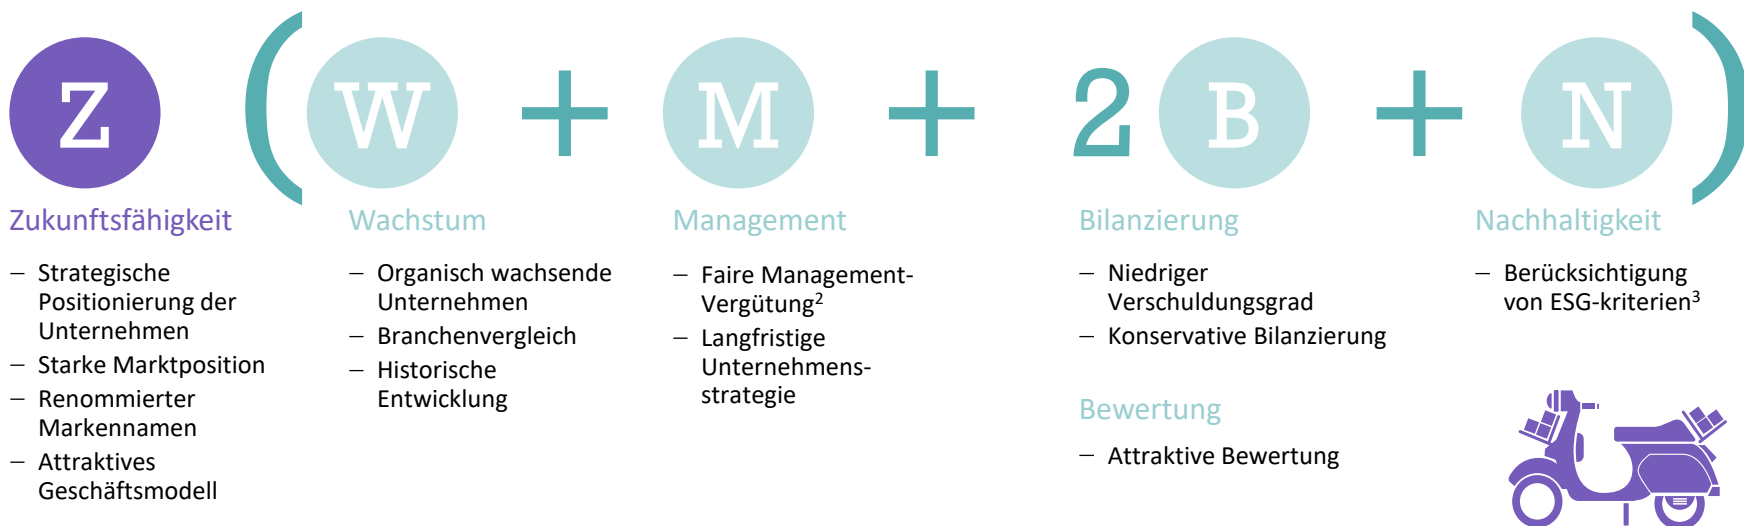 Z ( W + M + 2 B + N )
Zukunftsfähigkeit
– Strategische
Positionierung der
Unternehmen
– Starke Marktposition
– Renommierter
Markennamen
– Attraktives
Geschäftsmodell
Wachstum
– Organisch wachsende
Unternehmen
– Branchenvergleich
– Historische
Entwicklung
Management
– Faire Management-
Vergütung²
– Langfristige
Unternehmens-
strategie
Bilanzierung
– Niedriger
Verschuldungsgrad
– Konservative Bilanzierung
Bewertung
– Attraktive Bewertung
Nachhaltigkeit
– Berücksichtigung
von ESG-kriterien³